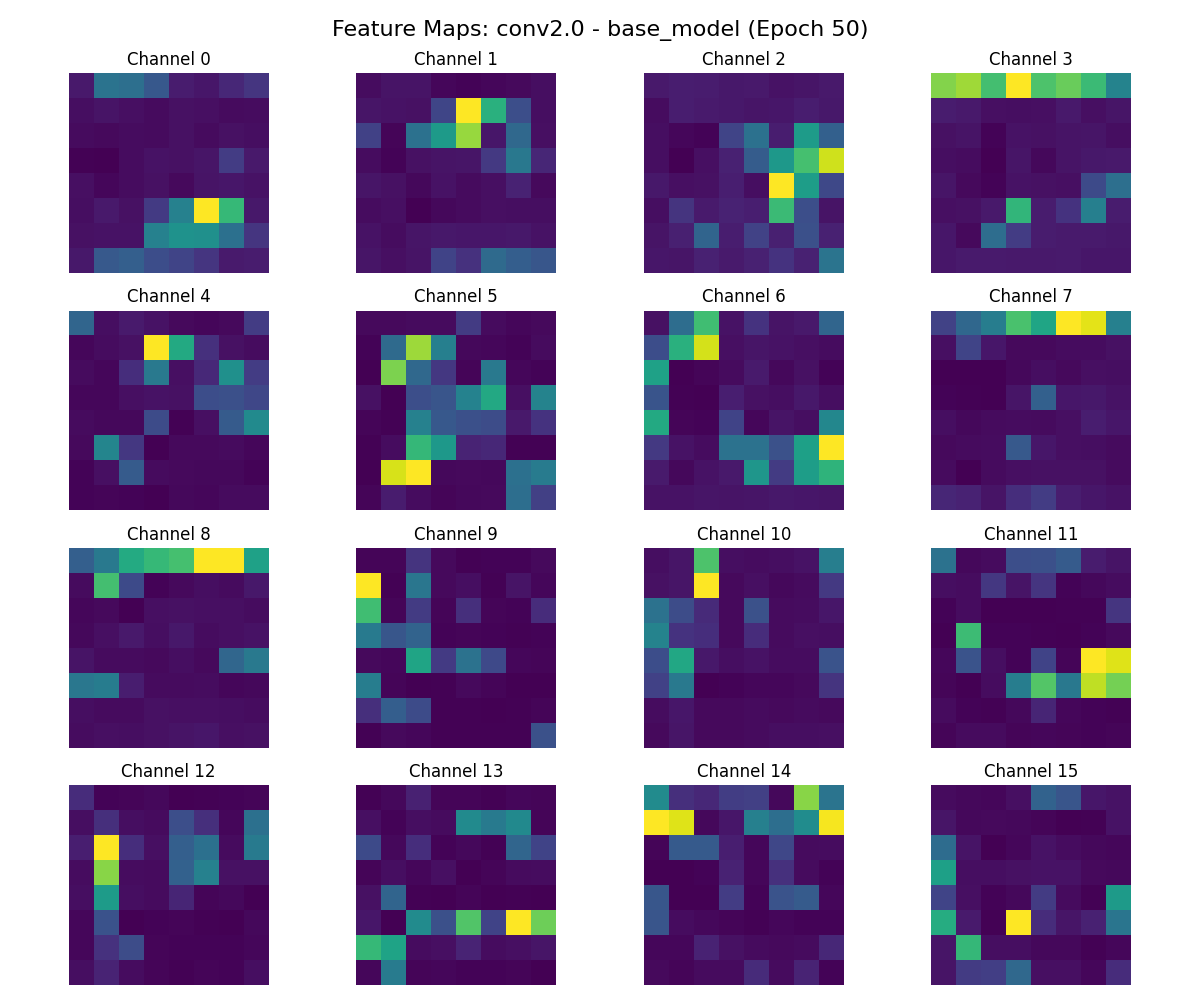 Feature Maps: conv2.0 - base_model (Epoch 50)
Channel 0
Channel 1
Channel 2
Channel 3
Channel 4
Channel 5
Channel 6
Channel 7
Channel 8
Channel 9
Channel 10
Channel 11
Channel 12
Channel 13
Channel 14
Channel 15